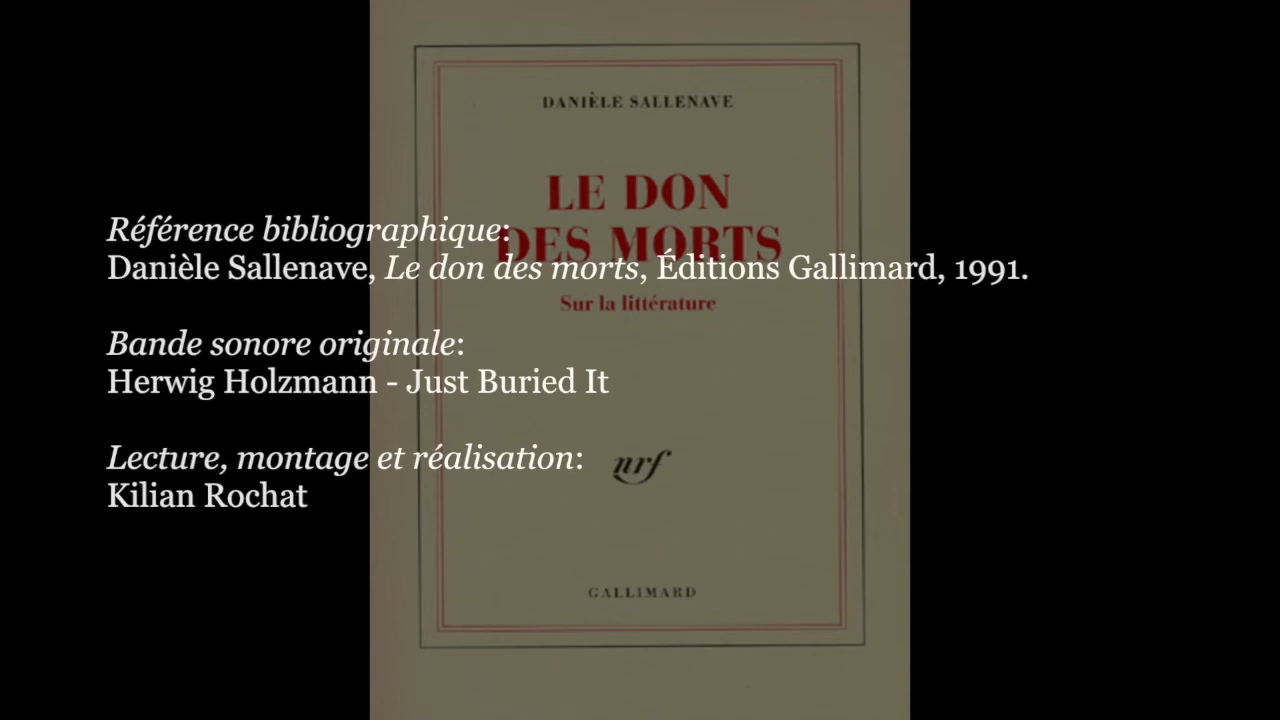 DANIÈLE SALLENAVE
LE DON
DES MORTS
Sur la littérature
nrf
GALLIMARD
Référence bibliographique:
Danièle Sallenave, Le don des morts, Éditions Gallimard, 1991.
Bande sonore originale:
Herwig Holzmann - Just Buried It
Lecture, montage et réalisation:
Kilian Rochat